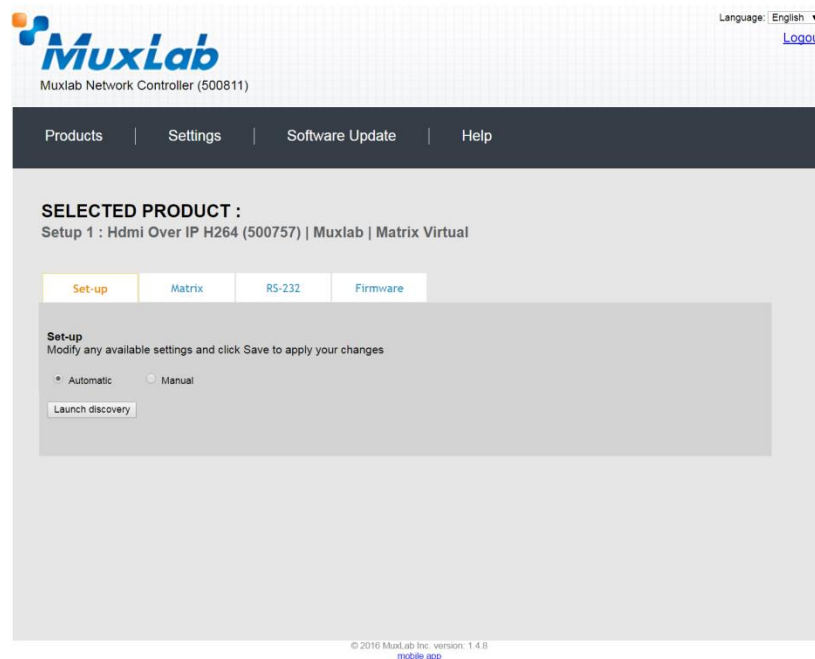 Language: English
Logou
MuxLab
Muxlab Network Controller (500811)
Products | Settings | Software Update | Help
SELECTED PRODUCT :
Setup 1 : Hdmi Over IP H264 (500757) | Muxlab | Matrix Virtual
Set-up Matrix RS-232 Firmware
Set-up
Modify any available settings and click Save to apply your changes
Automatic Manual
Launch discovery
© 2016 MuxLab Inc. version: 1.4.8
mobile app